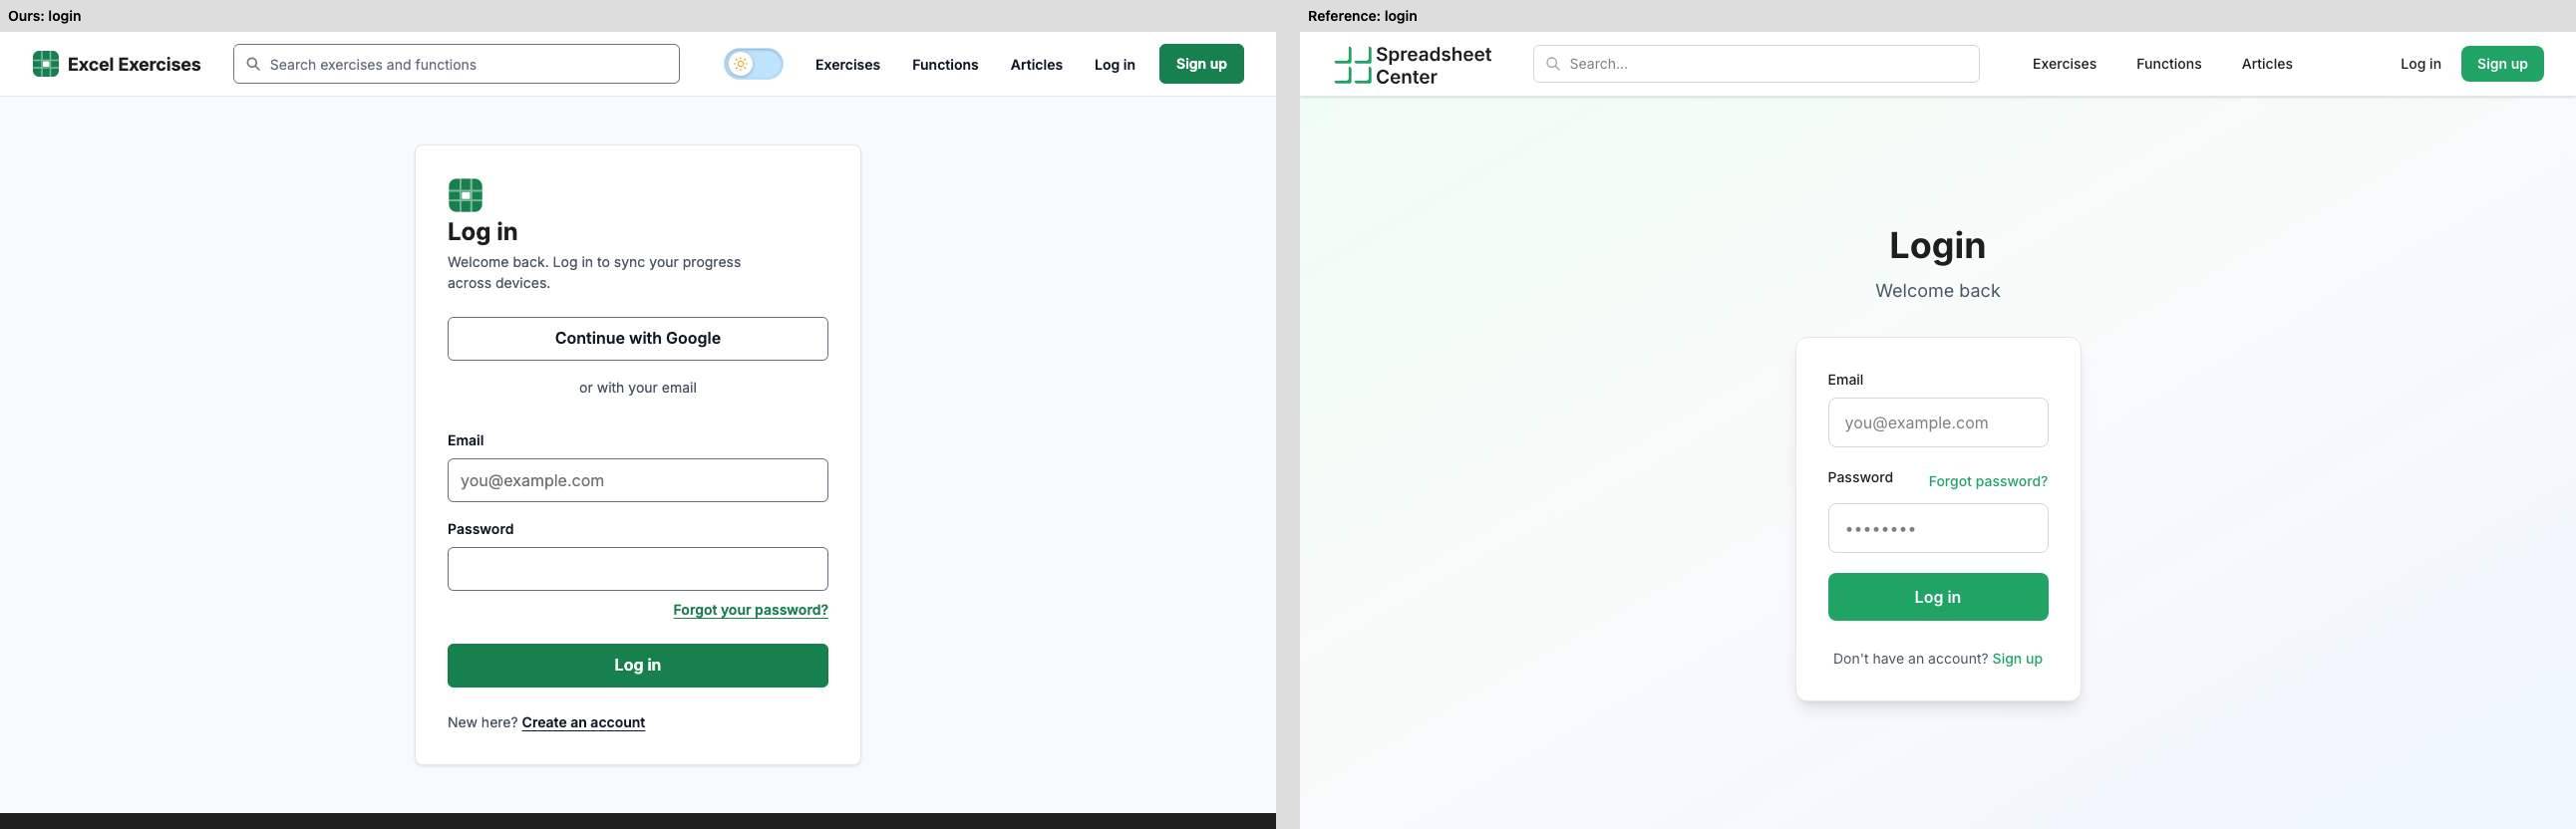 Ours: login
Excel Exercises
Search exercises and functions
Exercises
Functions
Articles
Log in
Sign up
Log in
Welcome back. Log in to sync your progress
across devices.
Continue with Google
or with your email
Email
you@example.com
Password
Forgot your password?
Log in
New here? Create an account
Reference: login
Spreadsheet
Center
Search...
Exercises
Functions
Articles
Log in
Sign up
Login
Welcome back
Email
you@example.com
Password
Forgot password?
••••••••
Log in
Don't have an account? Sign up